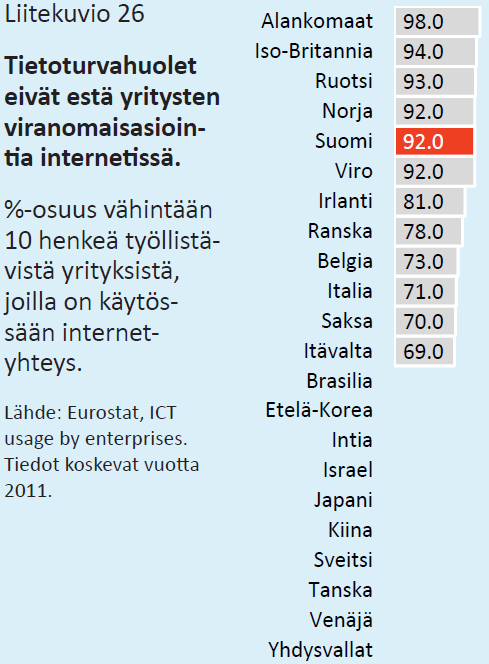 Liitekuvio 26
Tietoturvahuolet
eivät estä yritysten
viranomaisasioin-
tia internetissä.
%-osuus vähintään
10 henkeä työllistä-
vistä yrityksistä,
joilla on käytös-
sään internet-
yhteys.
Lähde: Eurostat, ICT
usage by enterprises.
Tiedot koskevat vuotta
2011.
Alankomaat 98.0
Iso-Britannia 94.0
Ruotsi 93.0
Norja 92.0
Suomi 92.0
Viro 92.0
Irlanti 81.0
Ranska 78.0
Belgia 73.0
Italia 71.0
Saksa 70.0
Itävalta 69.0
Brasilia
Etelä-Korea
Intia
Israel
Japani
Kiina
Sveitsi
Tanska
Venäjä
Yhdysvallat